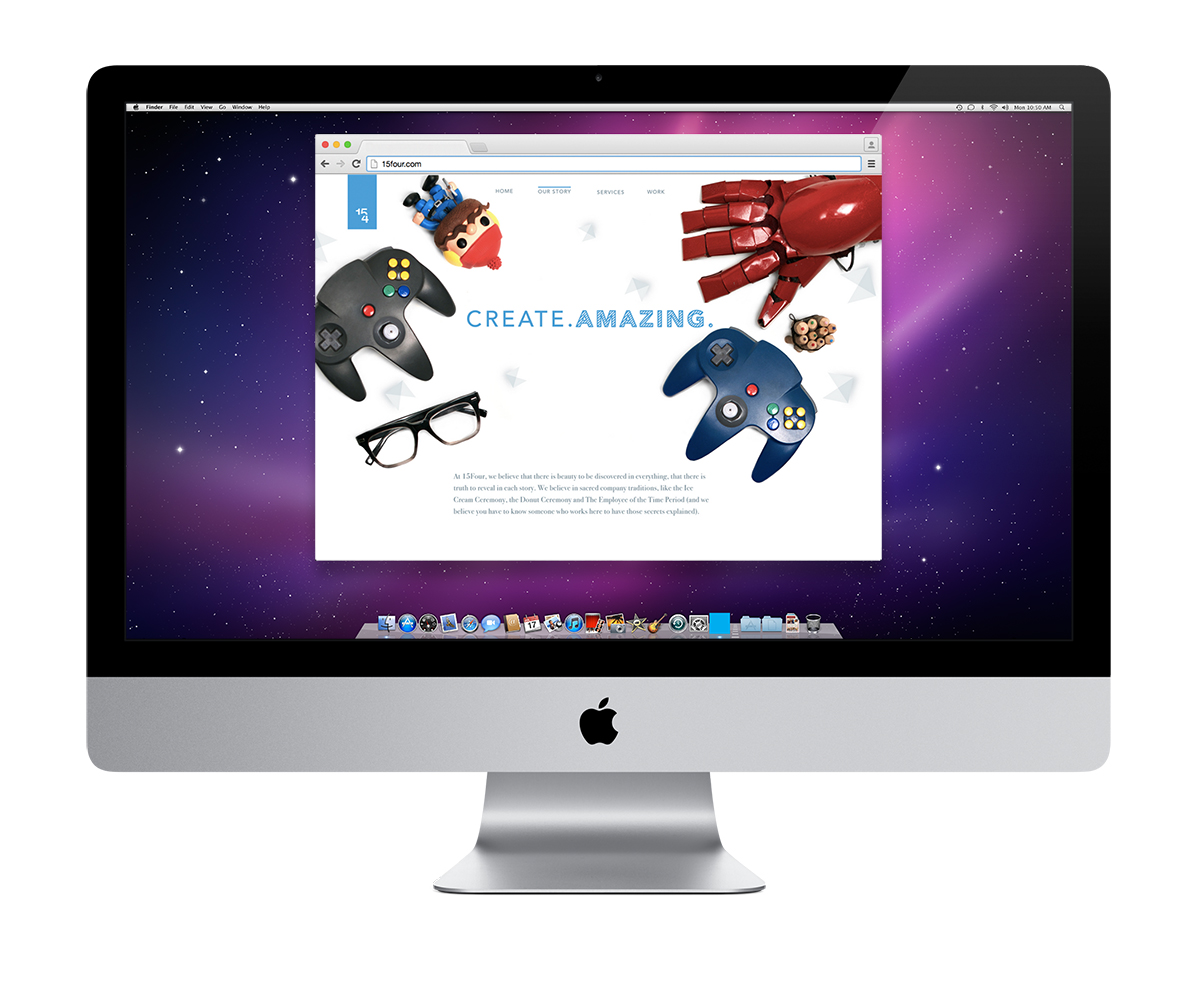 Finder File Edit View Go Window Help
Mon 10:50 AM
15four.com
15
4
HOME OUR STORY SERVICES WORK
CREATE.AMAZING.
At 15Four, we believe that there is beauty to be discovered in everything, that there is
truth to reveal in each story. We believe in sacred company traditions, like the Ice
Cream Ceremony, the Donut Ceremony and The Employee of the Time Period (and we
believe you have to know someone who works here to have those secrets explained).
17